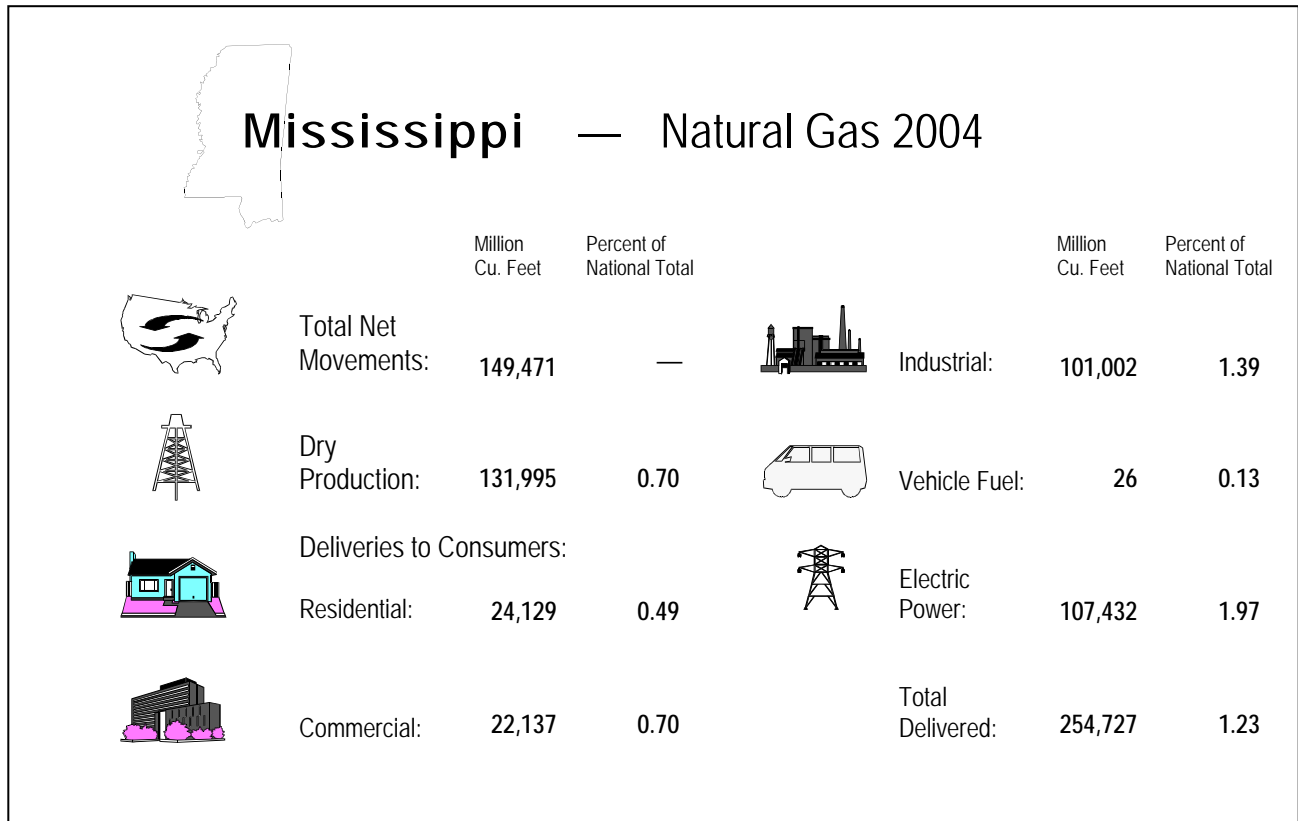 Mississippi — Natural Gas 2004
Million Cu. Feet
Percent of National Total
Million Cu. Feet
Percent of National Total
Total Net Movements: 149,471 —
Industrial: 101,002 1.39
Dry Production: 131,995 0.70
Vehicle Fuel: 26 0.13
Deliveries to Consumers:
Residential: 24,129 0.49
Electric Power: 107,432 1.97
Commercial: 22,137 0.70
Total Delivered: 254,727 1.23